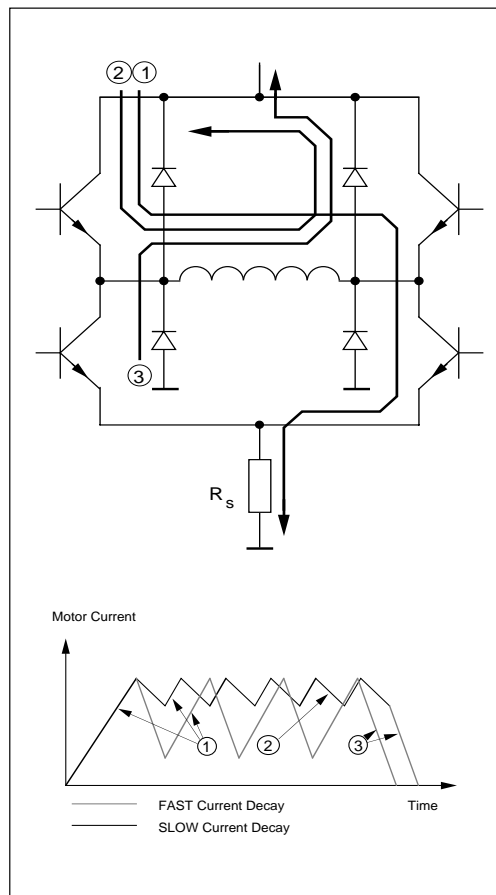 ② ①
③
R s
Motor Current
① ② ③
FAST Current Decay Time
SLOW Current Decay